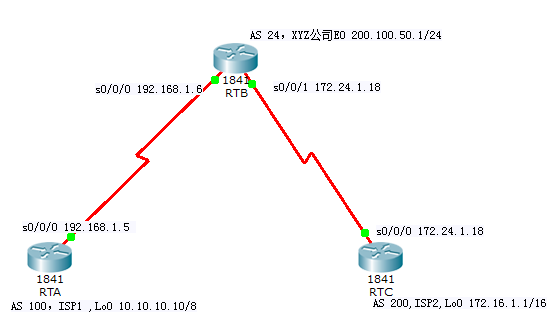 AS 24，XYZ公司E0 200.100.50.1/24
s0/0/0 192.168.1.6
s0/0/1 172.24.1.18
1841
RTB
s0/0/0 192.168.1.5
s0/0/0 172.24.1.18
1841
RTA
1841
RTC
AS 100，ISP1 ,Lo0 10.10.10.10/8
AS 200,ISP2,Lo0 172.16.1.1/16